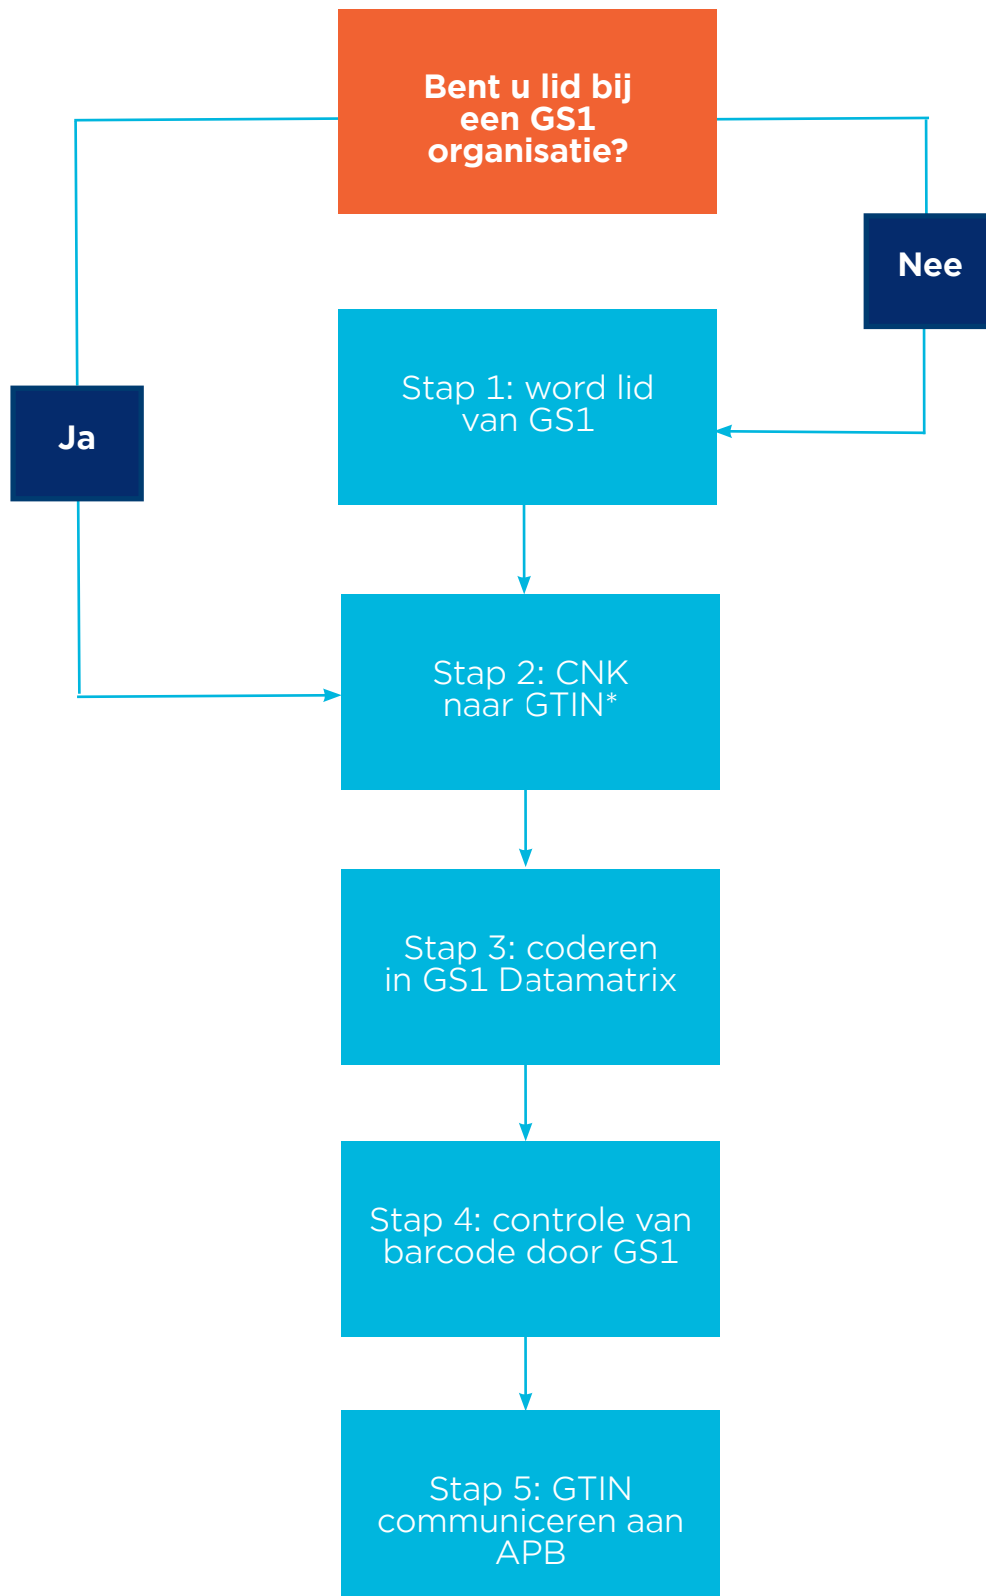 Bent u lid bij
een GS1
organisatie?
Nee
Stap 1: word lid
van GS1
Ja
Stap 2: CNK
naar GTIN*
Stap 3: coderen
in GS1 Datamatrix
Stap 4: controle van
barcode door GS1
Stap 5: GTIN
communiceren aan
APB